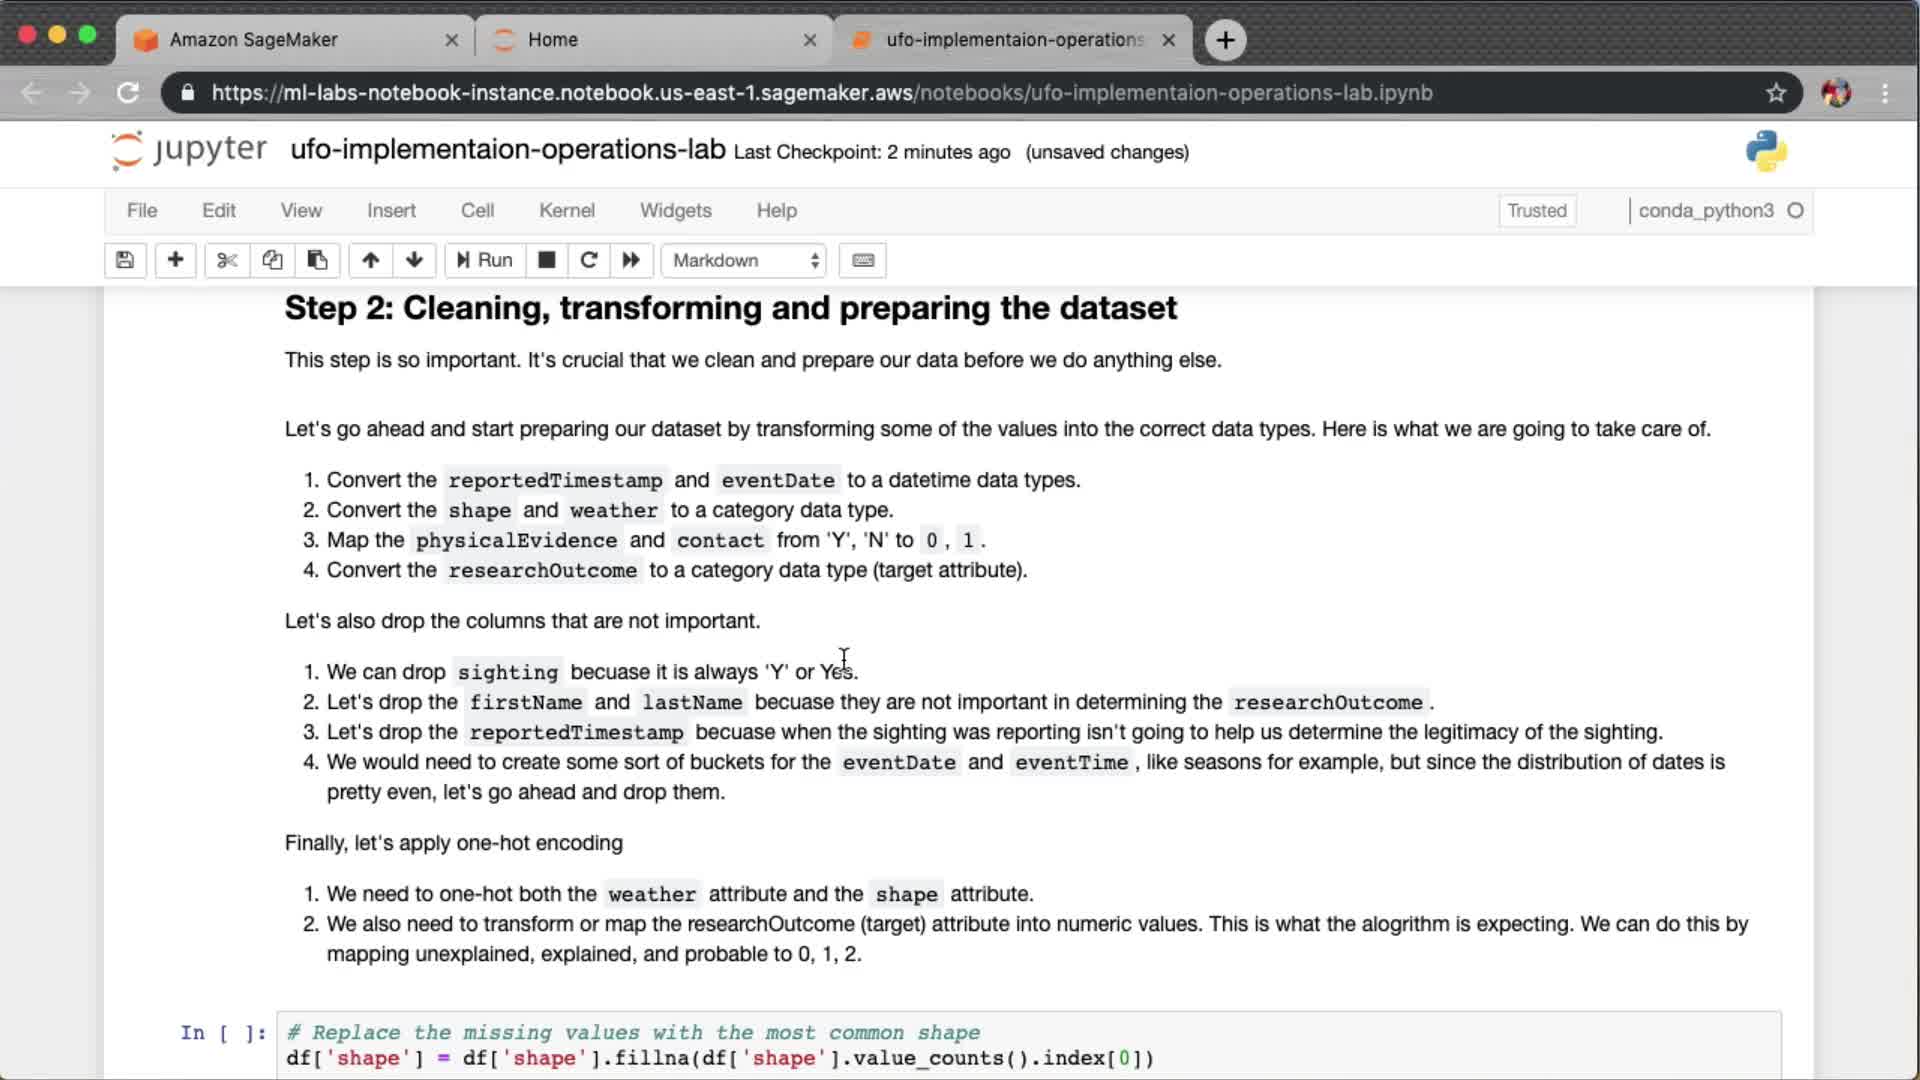 Amazon SageMaker
Home
ufo-implementaion-operations
https://ml-labs-notebook-instance.notebook.us-east-1.sagemaker.aws/notebooks/ufo-implementaion-operations-lab.ipynb
jupyter ufo-implementaion-operations-lab Last Checkpoint: 2 minutes ago (unsaved changes)
File Edit View Insert Cell Kernel Widgets Help Trusted conda_python3
Run Markdown
Step 2: Cleaning, transforming and preparing the dataset
This step is so important. It's crucial that we clean and prepare our data before we do anything else.
Let's go ahead and start preparing our dataset by transforming some of the values into the correct data types. Here is what we are going to take care of.
1. Convert the reportedTimestamp and eventDate to a datetime data types.
2. Convert the shape and weather to a category data type.
3. Map the physicalEvidence and contact from 'Y', 'N' to 0, 1.
4. Convert the researchOutcome to a category data type (target attribute).
Let's also drop the columns that are not important.
1. We can drop sighting becuase it is always 'Y' or Yes.
2. Let's drop the firstName and lastName becuase they are not important in determining the researchOutcome.
3. Let's drop the reportedTimestamp becuase when the sighting was reporting isn't going to help us determine the legitimacy of the sighting.
4. We would need to create some sort of buckets for the eventDate and eventTime, like seasons for example, but since the distribution of dates is
pretty even, let's go ahead and drop them.
Finally, let's apply one-hot encoding
1. We need to one-hot both the weather attribute and the shape attribute.
2. We also need to transform or map the researchOutcome (target) attribute into numeric values. This is what the alogrithm is expecting. We can do this by
mapping unexplained, explained, and probable to 0, 1, 2.
In [ ]: # Replace the missing values with the most common shape
df['shape'] = df['shape'].fillna(df['shape'].value_counts().index[0])